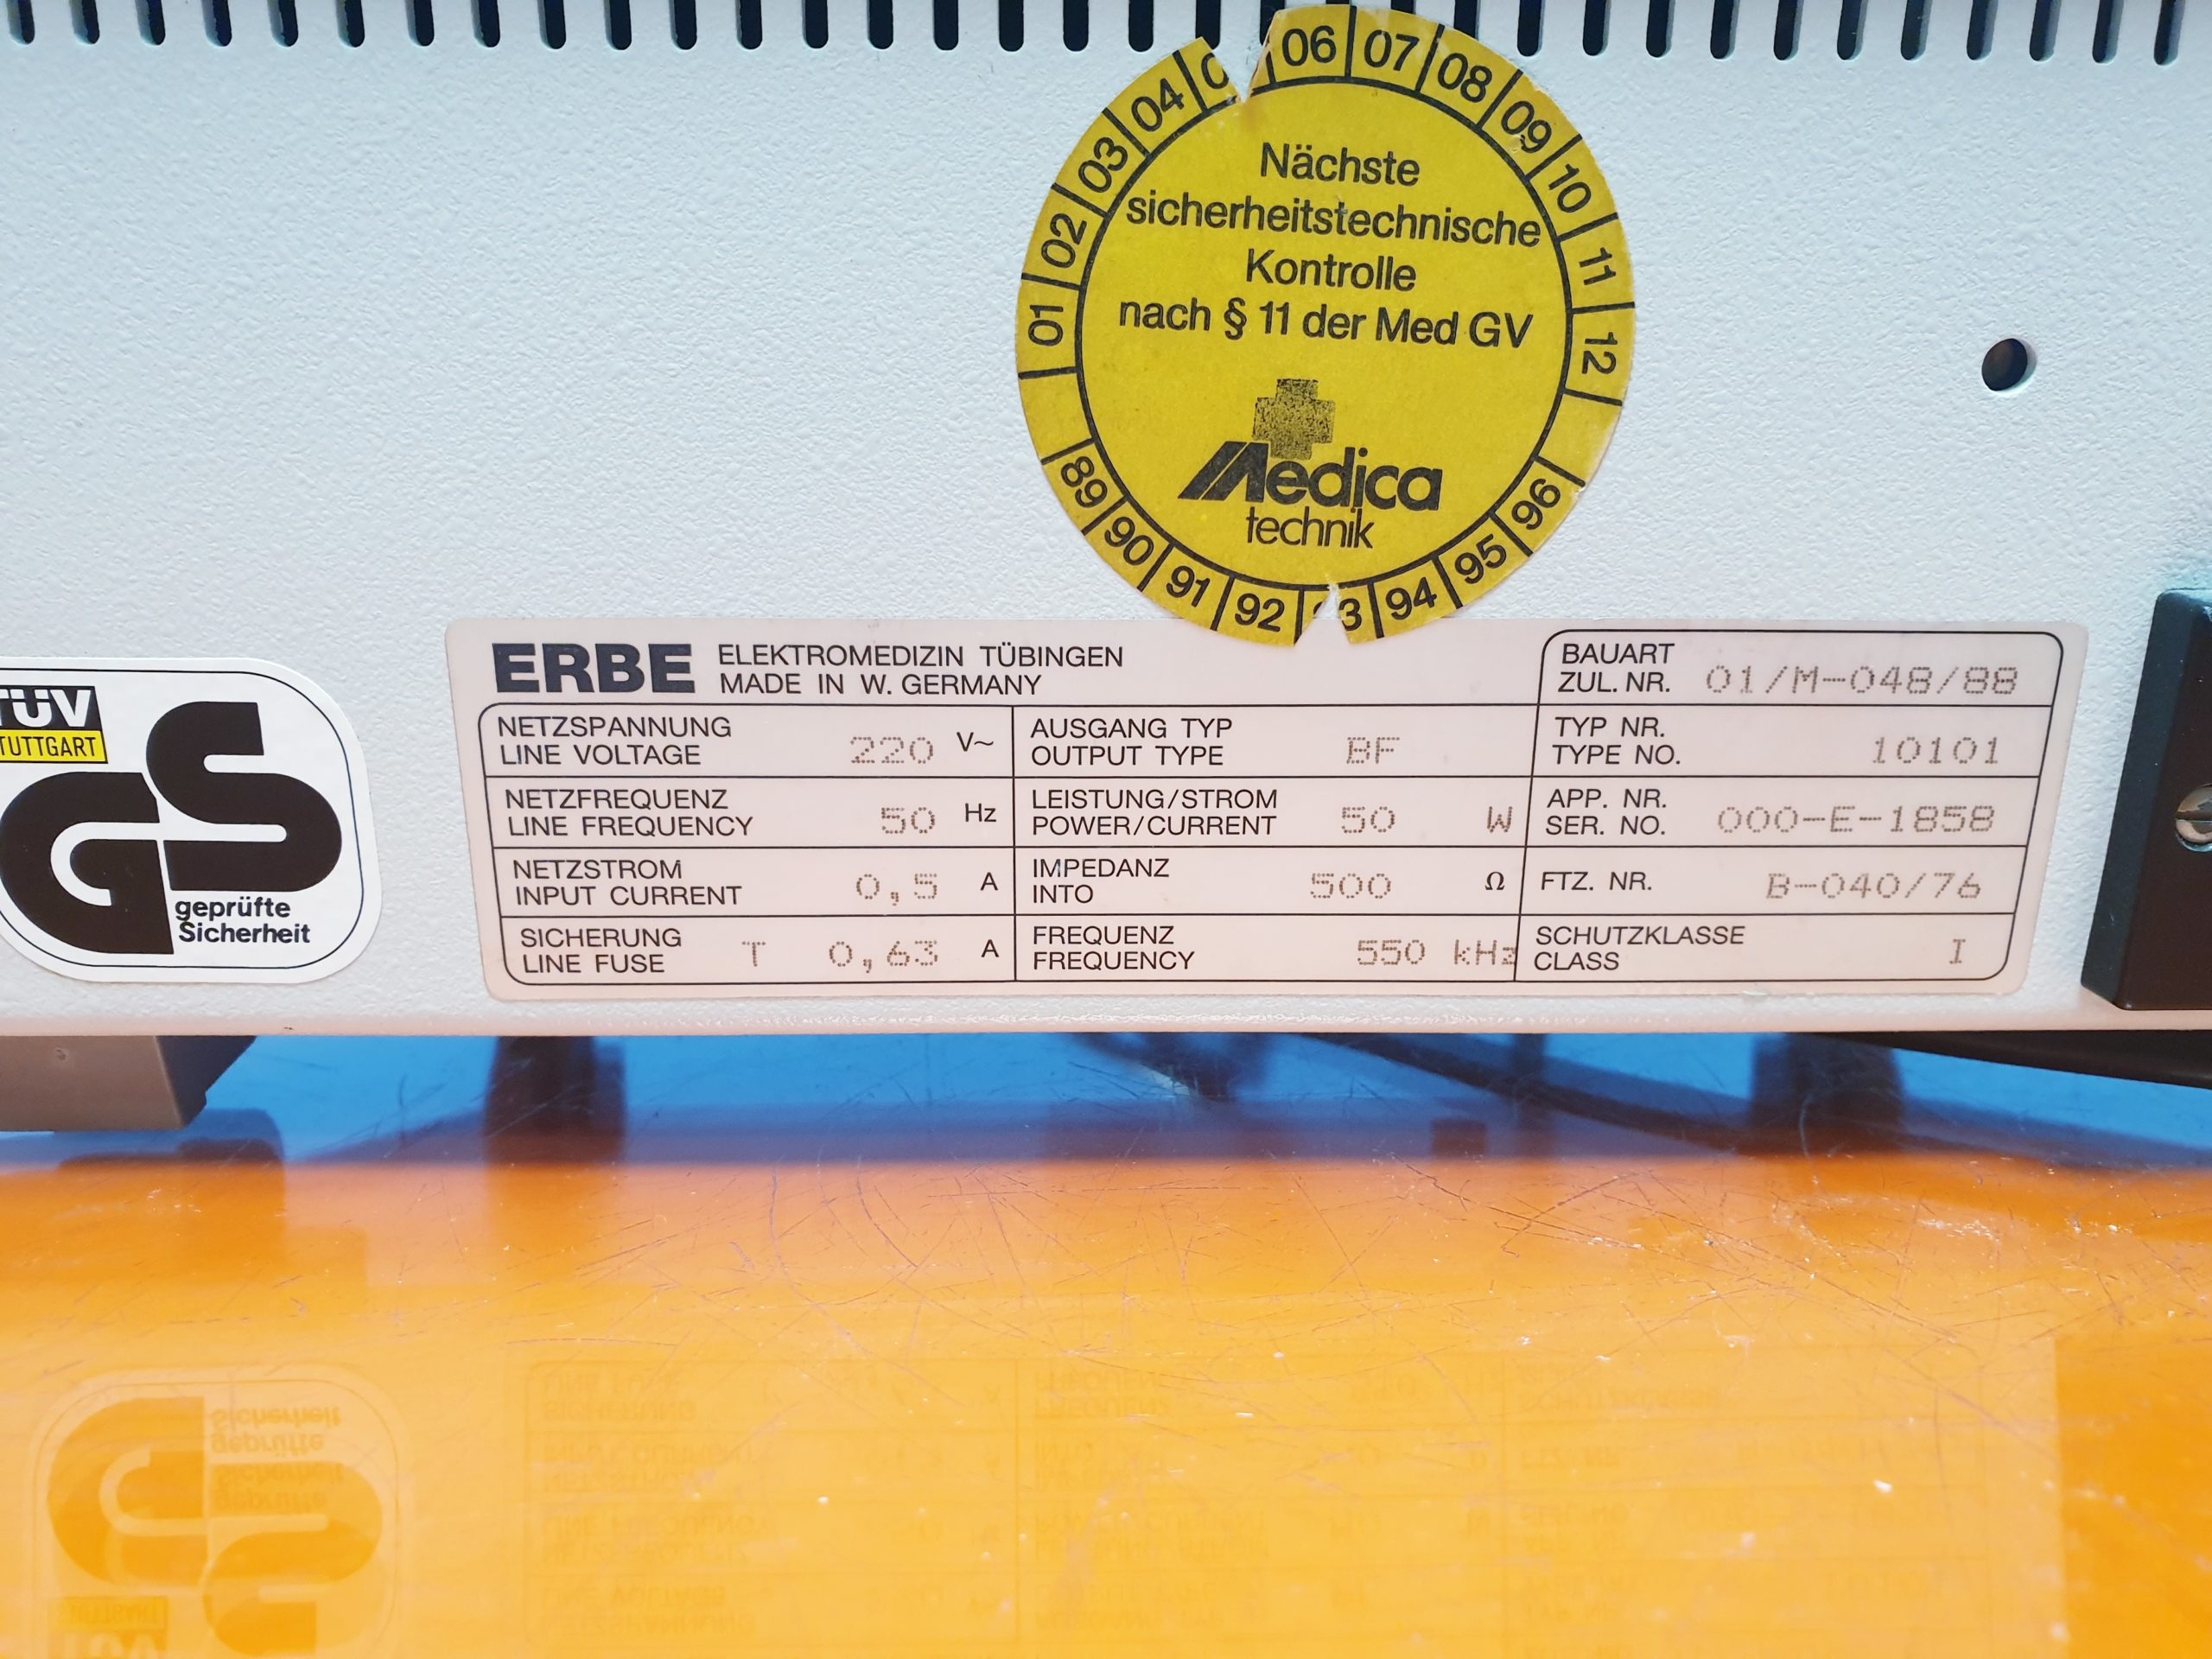 06 07 08 09 10 11 12
01 02 03 04
Nächste
sicherheitstechnische
Kontrolle
nach § 11 der Med GV
Medica
technik
89 90 91 92 3 94 95 96
TÜV
STUTTGART
GS
geprüfte
Sicherheit
ERBE ELEKTROMEDIZIN TÜBINGEN
MADE IN W. GERMANY
BAUART
ZUL. NR. 01/M-048/88
NETZSPANNUNG
LINE VOLTAGE 220 V~
AUSGANG TYP
OUTPUT TYPE BF
TYP NR.
TYPE NO. 10101
NETZFREQUENZ
LINE FREQUENCY 50 Hz
LEISTUNG/STROM
POWER/CURRENT 50 W
APP. NR.
SER. NO. 000-E-1858
NETZSTROM
INPUT CURRENT 0,5 A
IMPEDANZ
INTO 500 Ω
FTZ. NR. B-040/76
SICHERUNG
LINE FUSE T 0,63 A
FREQUENZ
FREQUENCY 550 kHz
SCHUTZKLASSE
CLASS I